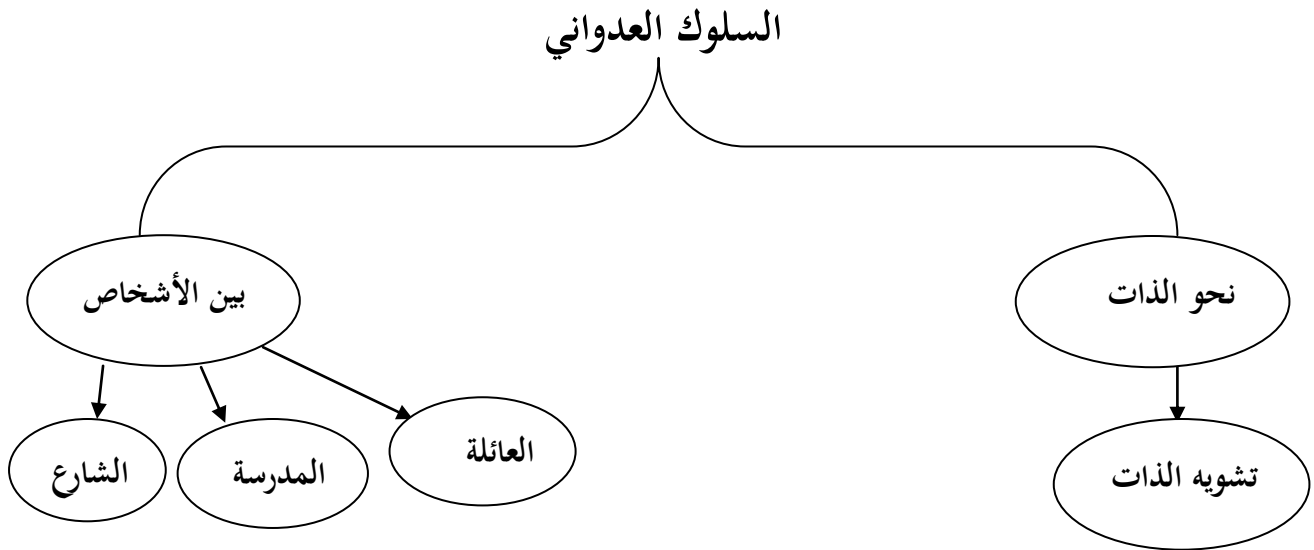 السلوك العدواني
نحو الذات
بين الأشخاص
تشويه الذات
العائلة
المدرسة
الشارع